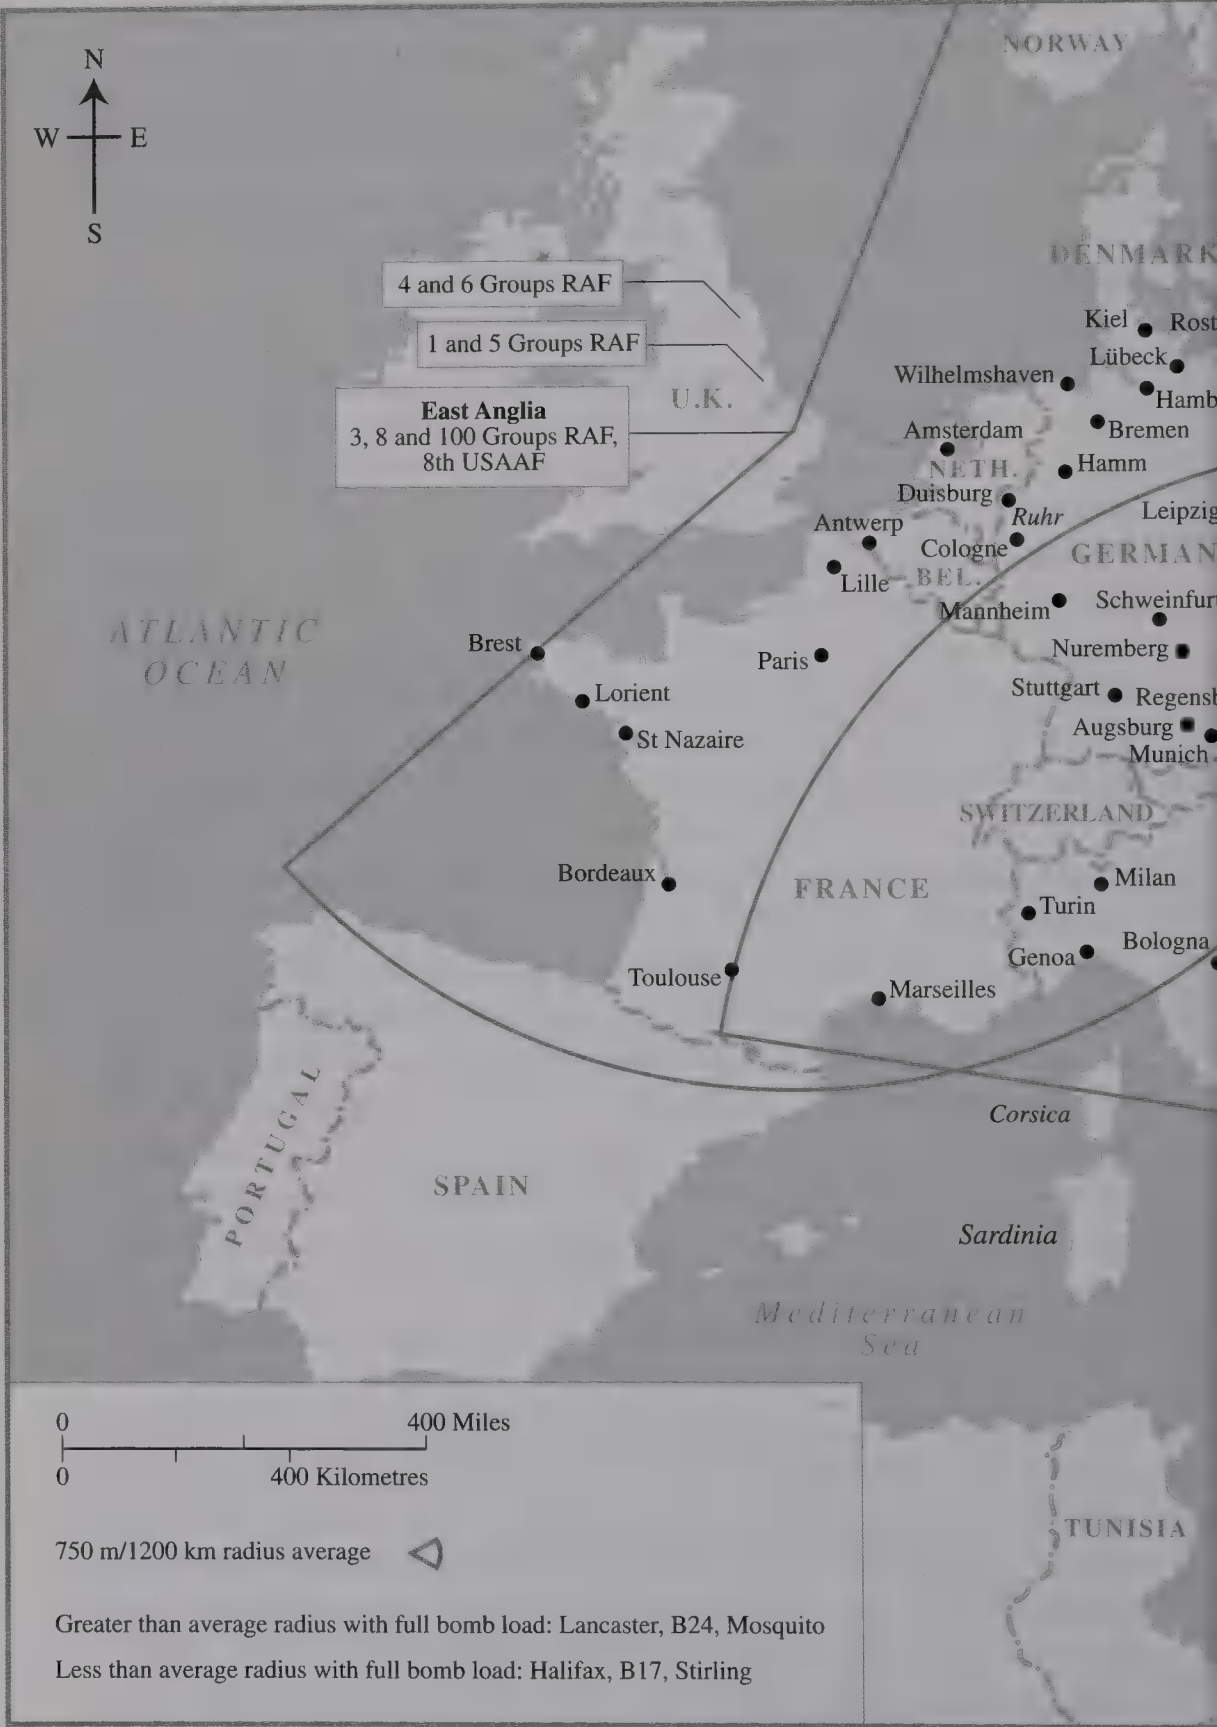 N
W
E
S
NORWAY
DENMARK
4 and 6 Groups RAF
1 and 5 Groups RAF
East Anglia
3, 8 and 100 Groups RAF,
8th USAAF
U.K.
Kiel
Rost
Lübeck
Wilhelmshaven
Hamb
Bremen
Amsterdam
NETH.
Hamm
Duisburg
Ruhr
Leipzig
Antwerp
Cologne
GERMAN
Lille
BEL.
Mannheim
Schweinfurt
ATLANTIC
OCEAN
Brest
Paris
Nuremberg
Lorient
Stuttgart
Regensb
St Nazaire
Augsburg
Munich
SWITZERLAND
Bordeaux
FRANCE
Milan
Turin
Toulouse
Genoa
Bologna
Marseilles
PORTUGAL
SPAIN
Corsica
Sardinia
Mediterranean
Sea
0 400 Miles
0 400 Kilometres
750 m/1200 km radius average
Greater than average radius with full bomb load: Lancaster, B24, Mosquito
Less than average radius with full bomb load: Halifax, B17, Stirling
TUNISIA